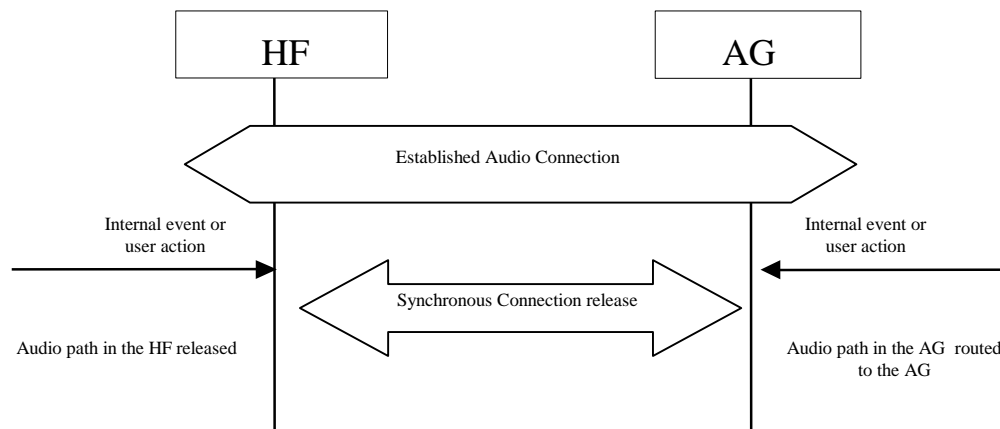 HF
AG
Established Audio Connection
Internal event or
user action
Internal event or
user action
Synchronous Connection release
Audio path in the HF released
Audio path in the AG routed
to the AG